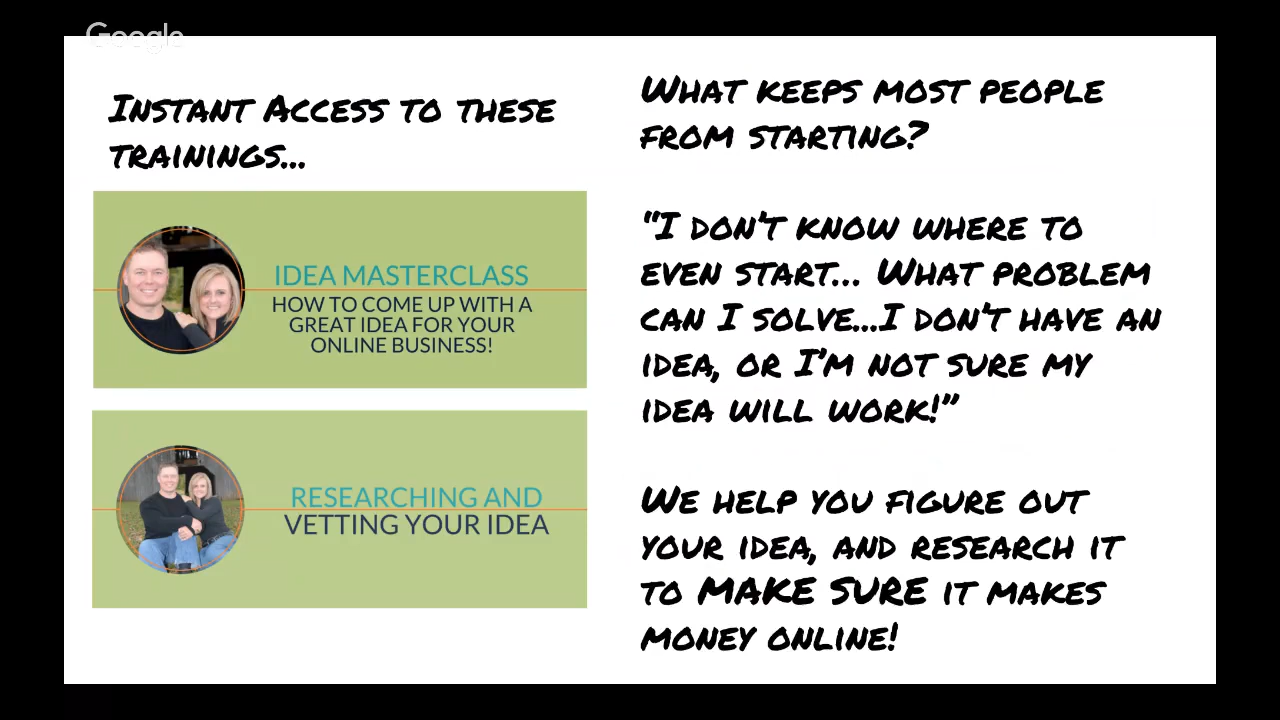 Google
Instant Access to these
trainings...
IDEA MASTERCLASS
HOW TO COME UP WITH A
GREAT IDEA FOR YOUR
ONLINE BUSINESS!
RESEARCHING AND
VETTING YOUR IDEA
What keeps most people
from starting?
"I don't know where to
even start... What problem
can I solve...I don't have an
idea, or I'm not sure my
idea will work!"
We help you figure out
your idea, and research it
to MAKE SURE it makes
money online!